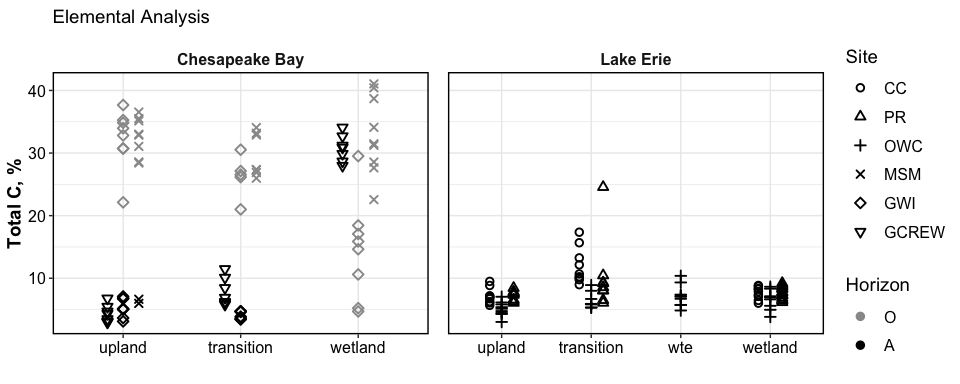 Elemental Analysis
Chesapeake Bay
Lake Erie
Total C, %
40
30
20
10
upland
transition
wetland
upland
transition
wte
wetland
Site
CC
PR
OWC
MSM
GWI
GCREW
Horizon
O
A